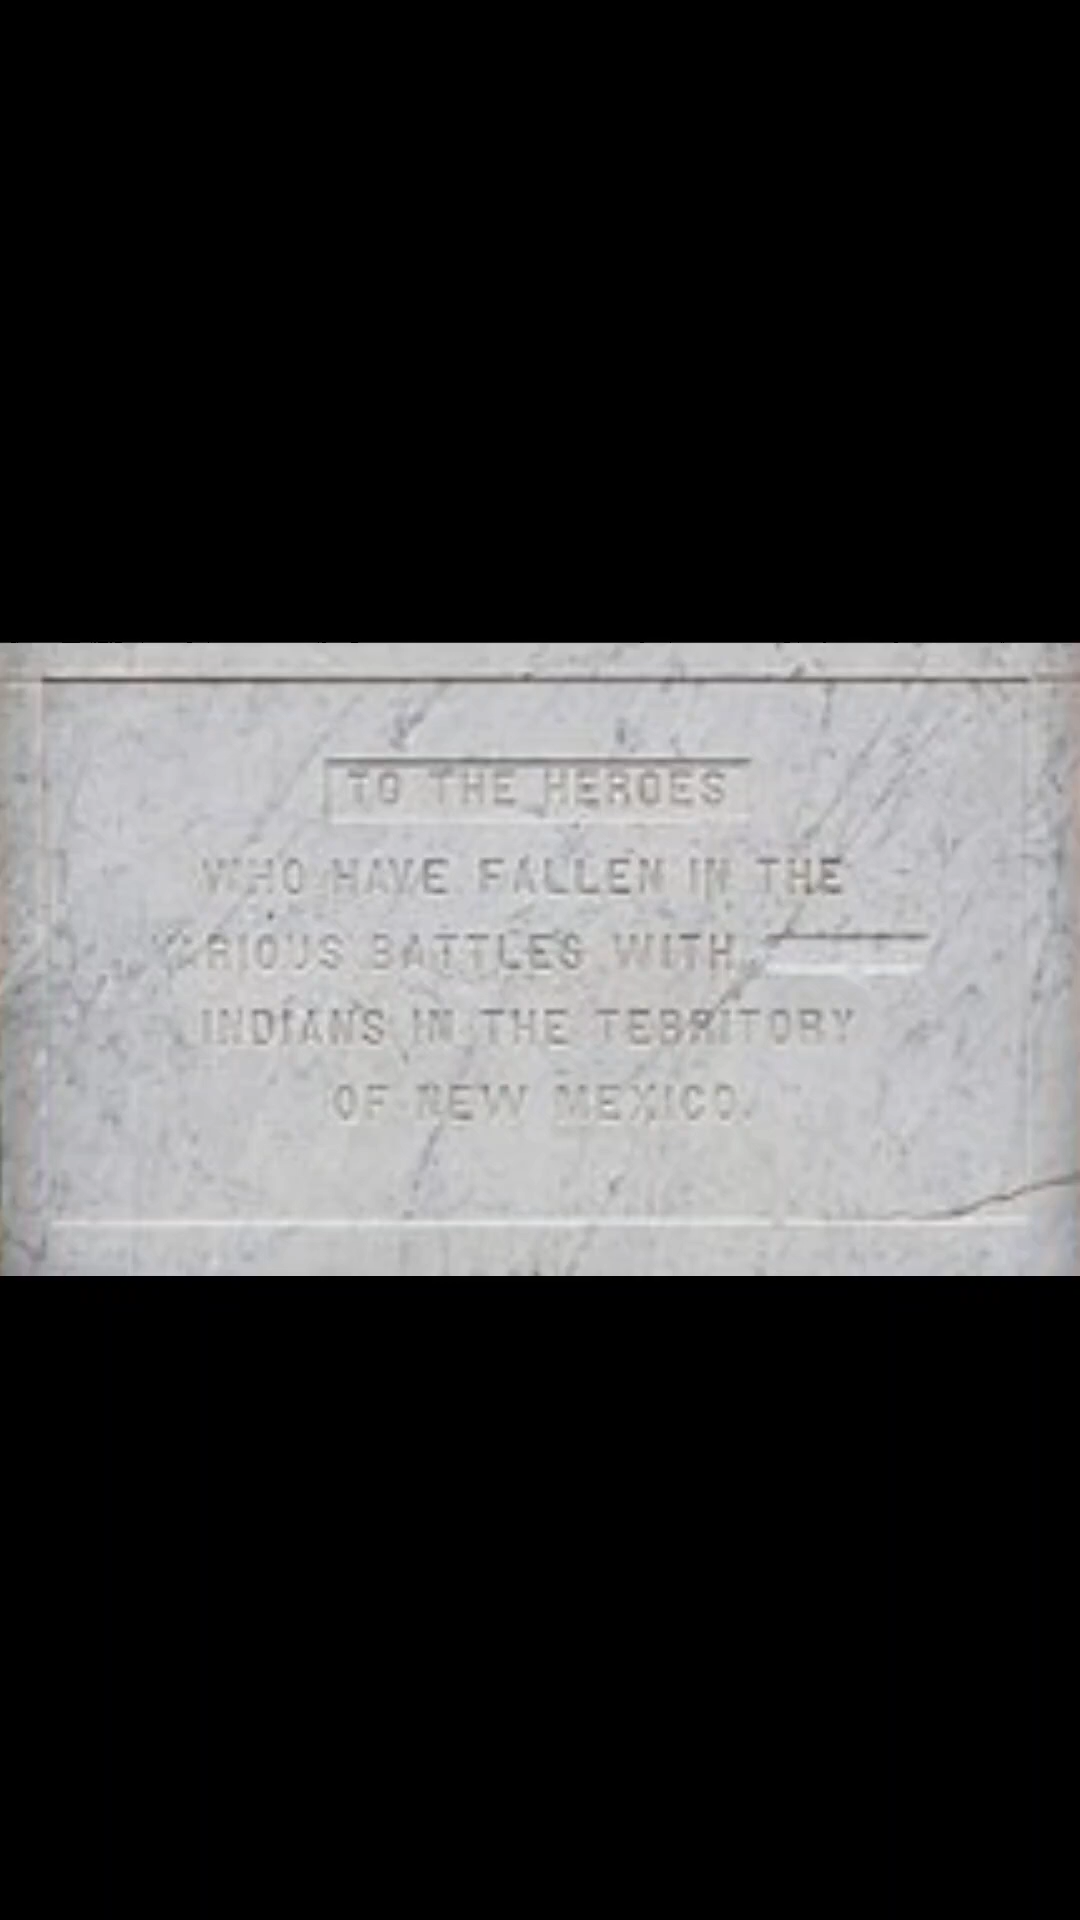 TO THE HEROES
WHO HAVE FALLEN IN THE
VARIOUS BATTLES WITH
INDIANS IN THE TERRITORY
OF NEW MEXICO.